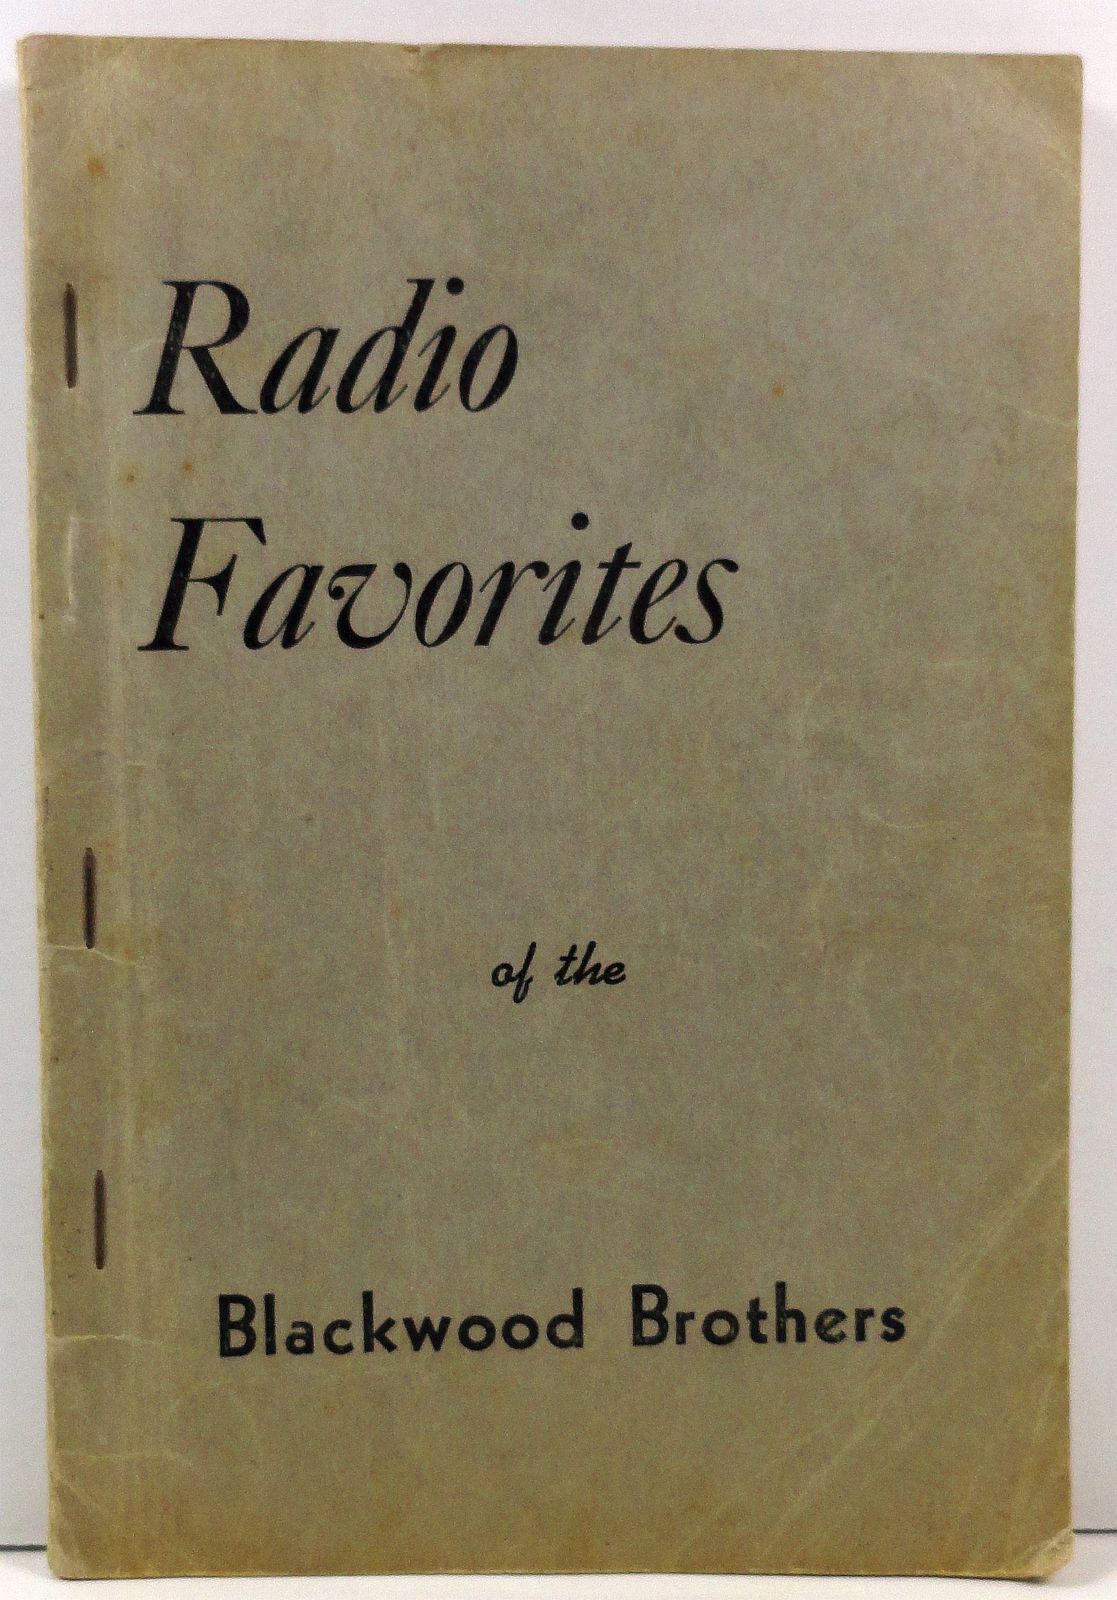 Radio
Favorites
of the
Blackwood Brothers